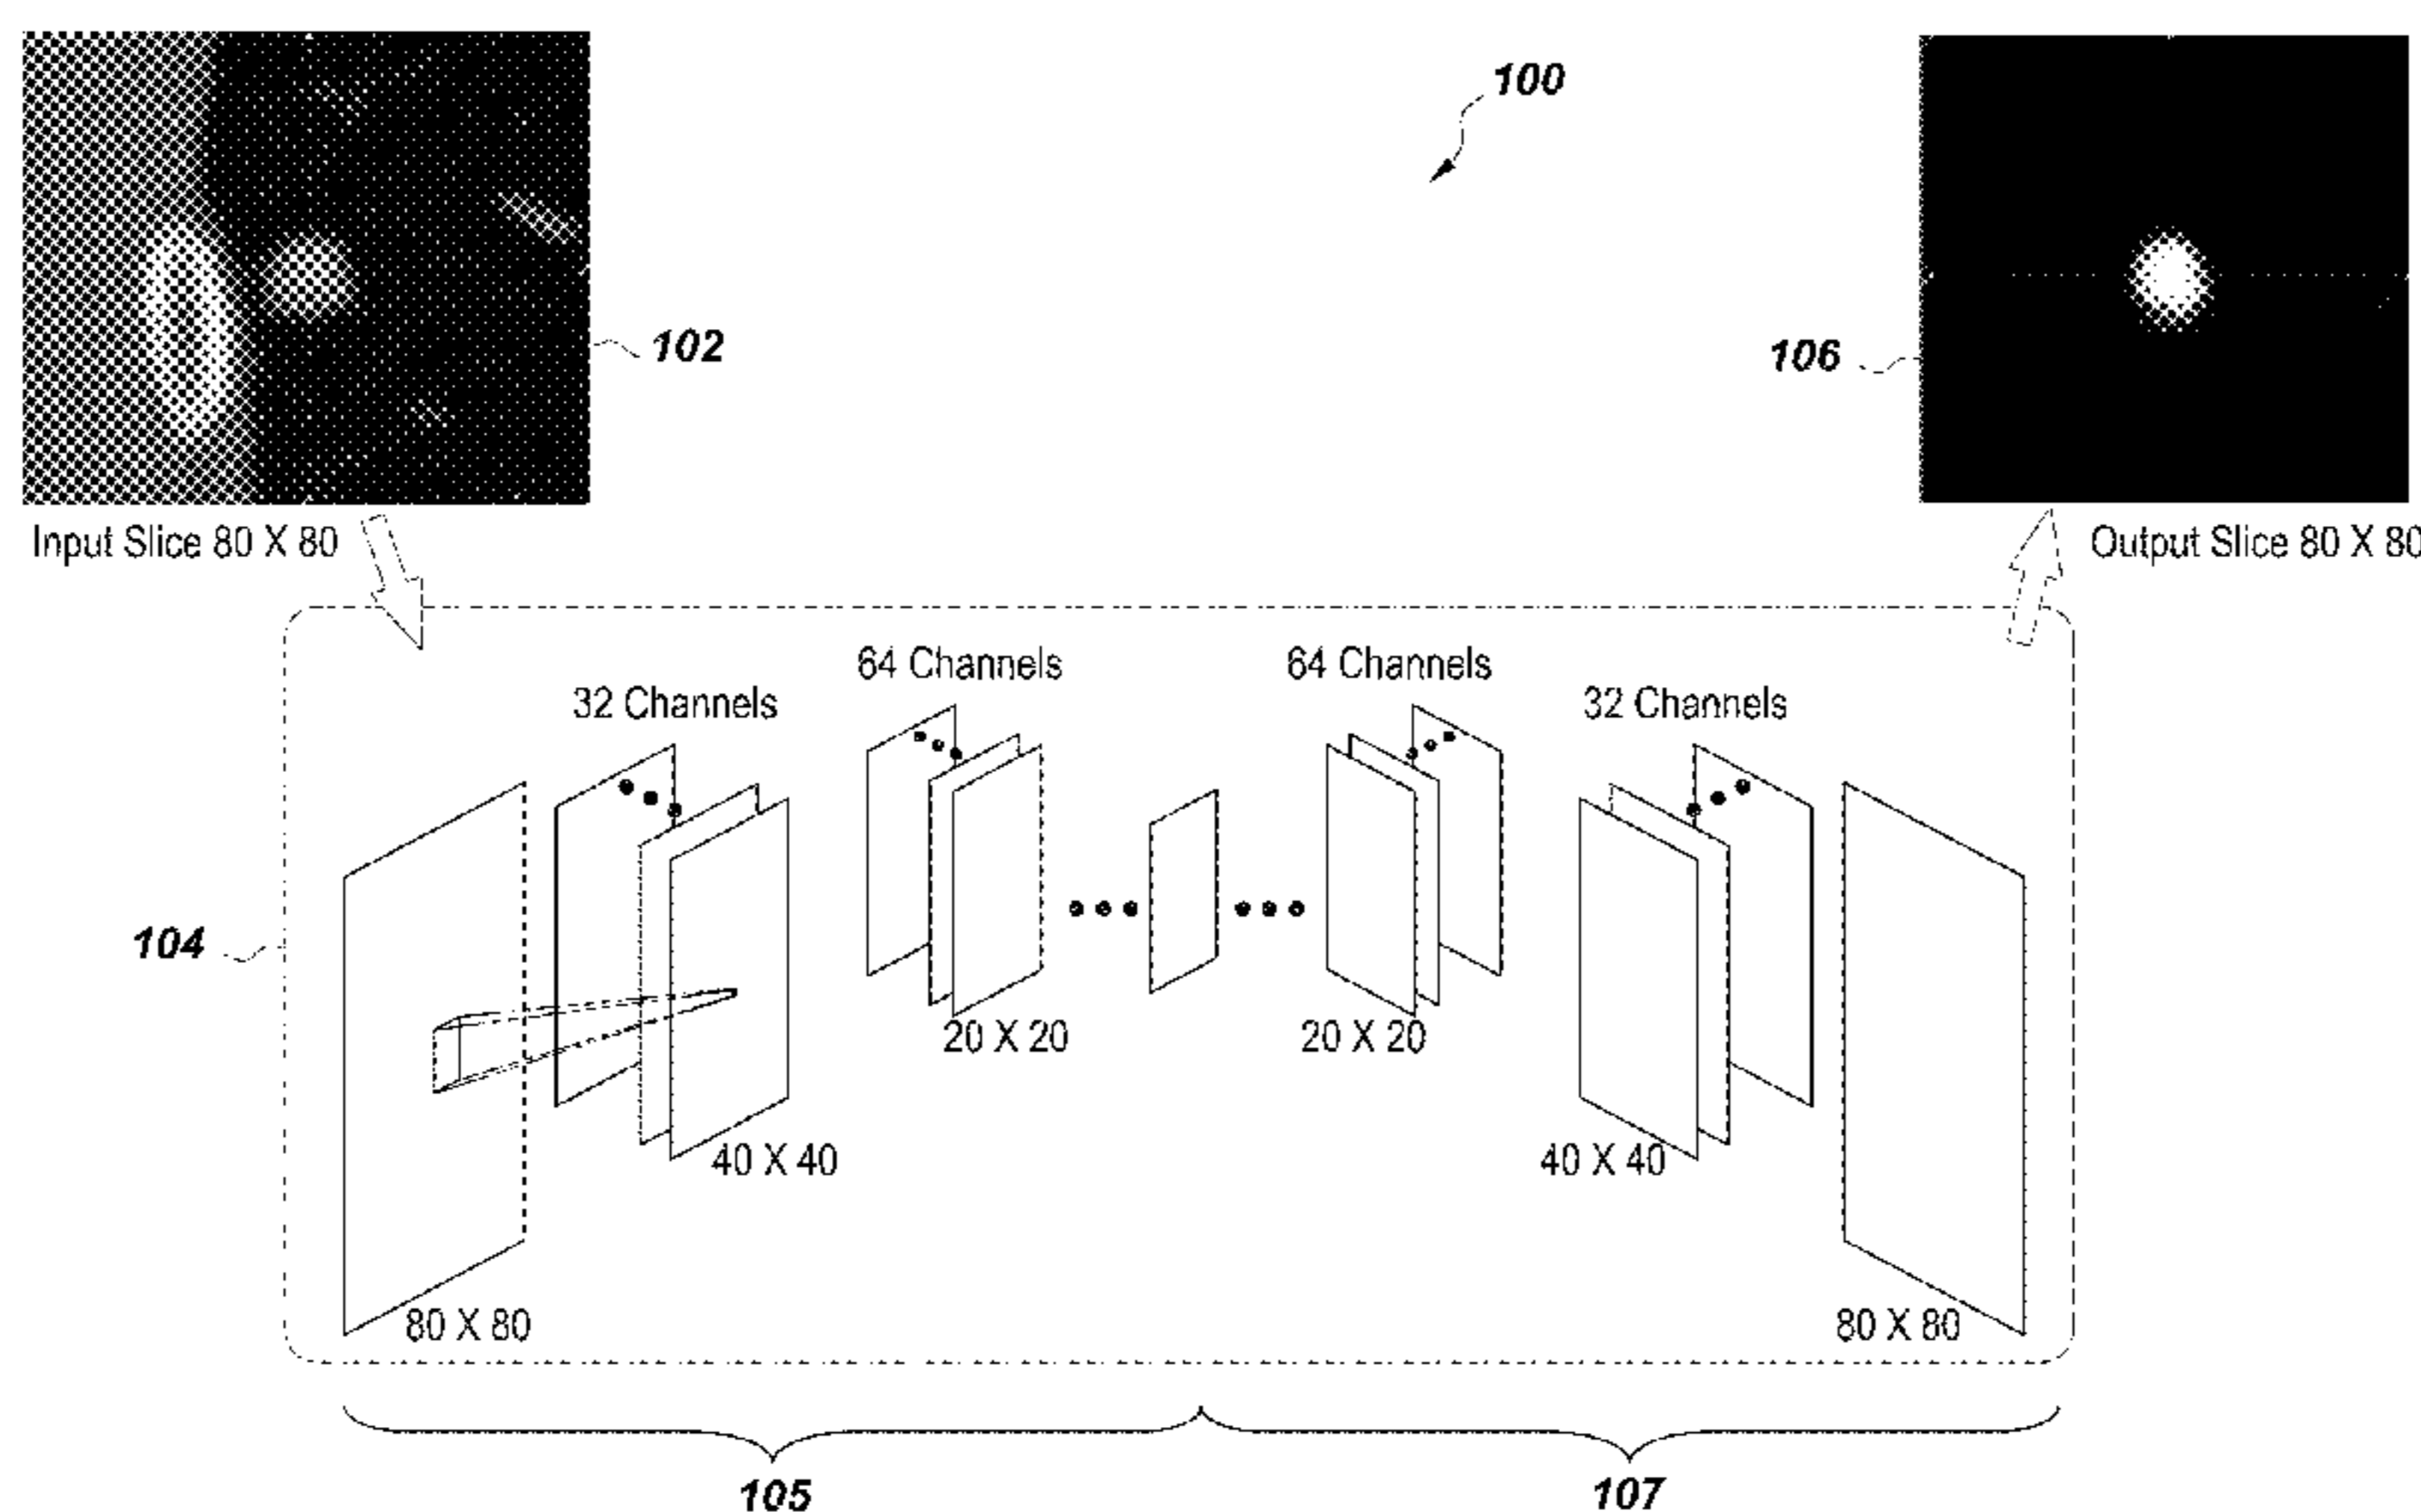 100
102
106
Input Slice 80 X 80
Output Slice 80 X 80
64 Channels
64 Channels
32 Channels
32 Channels
104
20 X 20
20 X 20
40 X 40
40 X 40
80 X 80
80 X 80
105
107